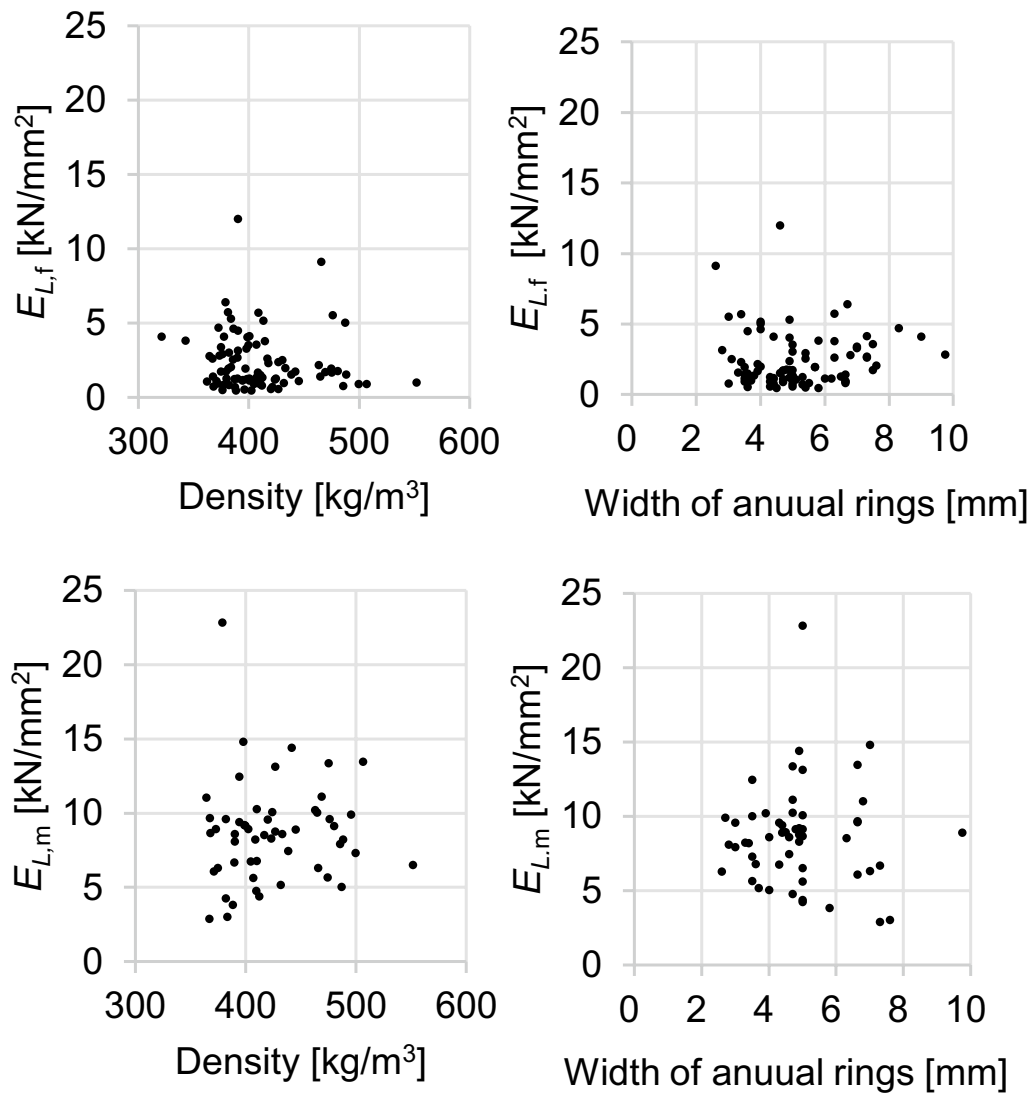 25
20
15
10
5
0
E_{L,f} [kN/mm²]
300 400 500 600
Density [kg/m³]
25
20
15
10
5
0
E_{L.f} [kN/mm²]
0 2 4 6 8 10
Width of anuual rings [mm]
25
20
15
10
5
0
E_{L,m} [kN/mm²]
300 400 500 600
Density [kg/m³]
25
20
15
10
5
0
E_{L.m} [kN/mm²]
0 2 4 6 8 10
Width of anuual rings [mm]